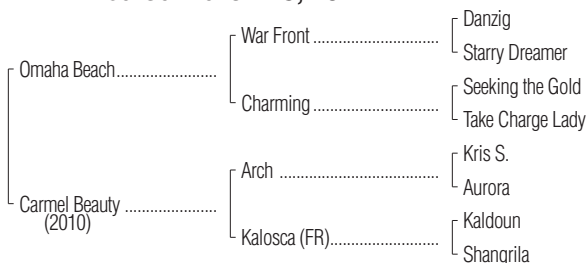 Danzig
War Front
Starry Dreamer
Omaha Beach
Seeking the Gold
Charming
Take Charge Lady
Kris S.
Arch
Aurora
Carmel Beauty
(2010)
Kaldoun
Kalosca (FR)
Shangrila